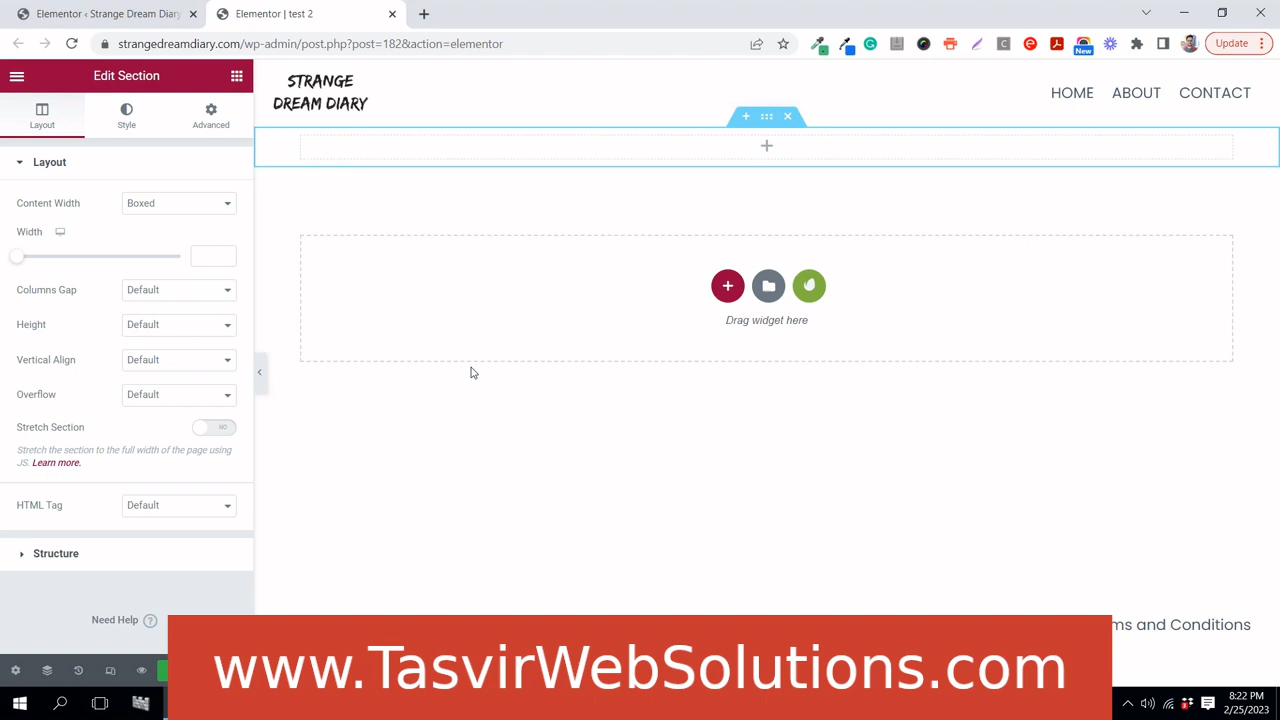 Elementor ‹ Strange Dream Diary
Elementor | test 2
strangedreamdiary.com/wp-admin/post.php?post=182&action=elementor
New
Update
Edit Section
STRANGE
DREAM DIARY
HOME ABOUT CONTACT
Layout
Style
Advanced
Layout
Content Width Boxed
Width
Columns Gap Default
Height Default
Drag widget here
Vertical Align Default
Overflow Default
Stretch Section NO
Stretch the section to the full width of the page using
JS. Learn more.
HTML Tag Default
Structure
Need Help ?
ms and Conditions
www.TasvirWebSolutions.com
8:22 PM
2/25/2023